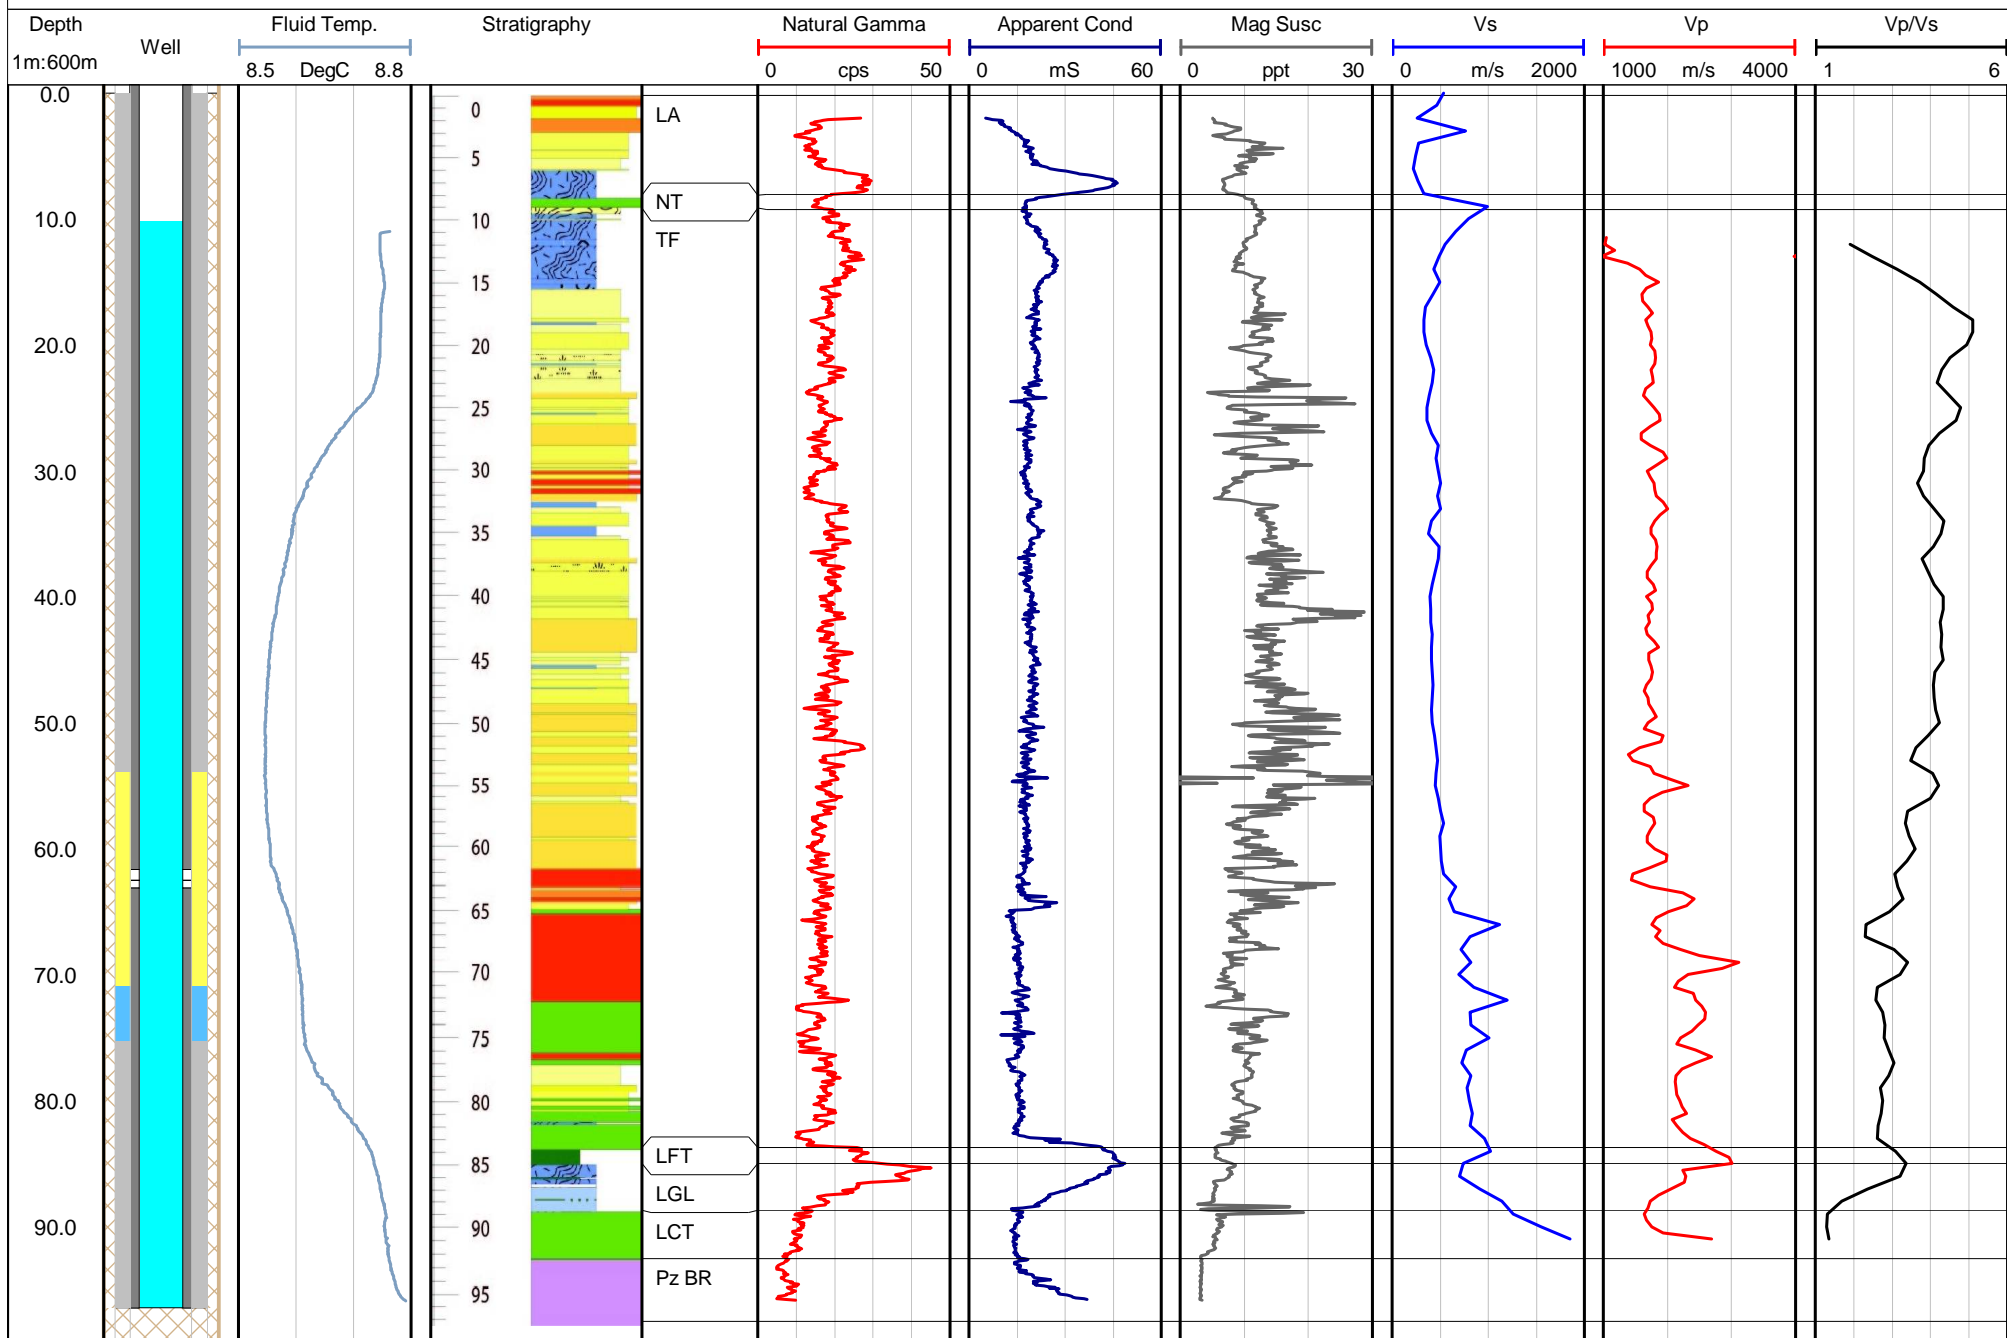 Depth Well Fluid Temp. Stratigraphy Natural Gamma Apparent Cond Mag Susc Vs Vp Vp/Vs
1m:600m 8.5 DegC 8.8 0 cps 50 0 mS 60 0 ppt 30 0 m/s 2000 1000 m/s 4000 1 6
0.0
0 LA
5
NT
10.0 10
TF
15
20.0 20
25
30.0 30
35
40.0 40
45
50.0 50
55
60.0 60
65
70.0 70
75
80.0 80
85 LFT
LGL
90.0 90 LCT
95 Pz BR